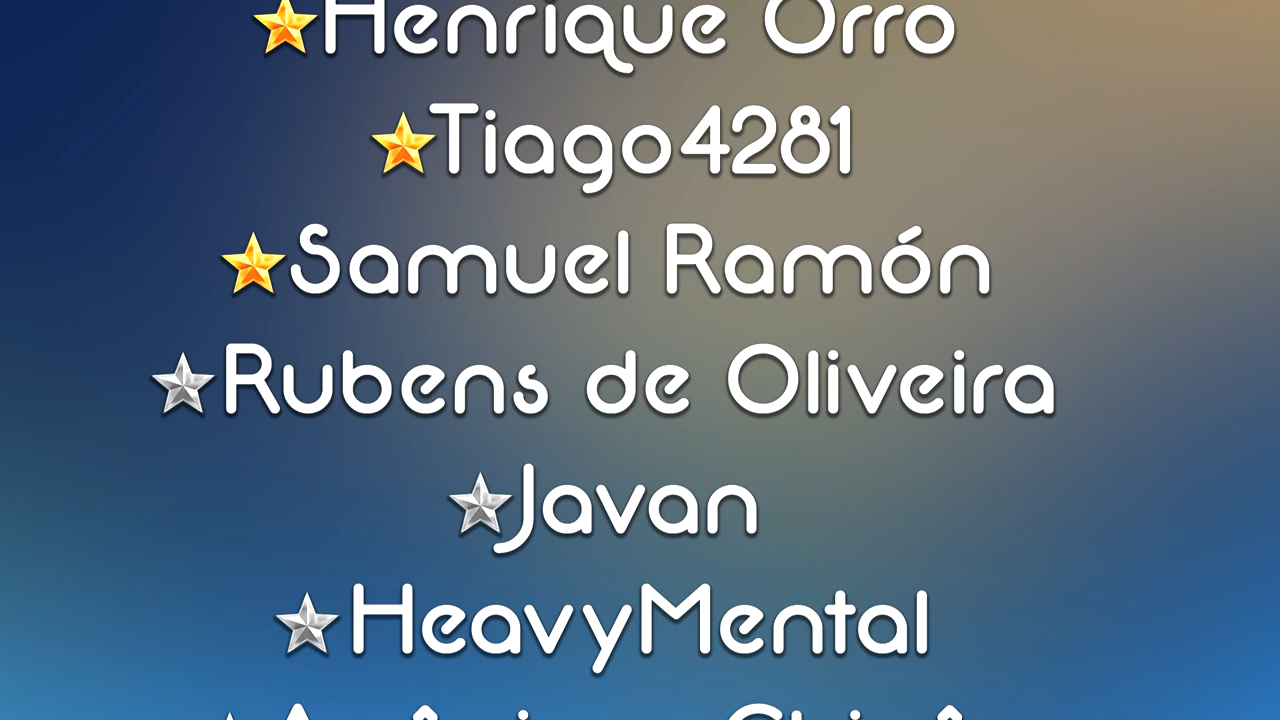 Henrique Orro
Tiago4281
Samuel Ramón
Rubens de Oliveira
Javan
HeavyMental